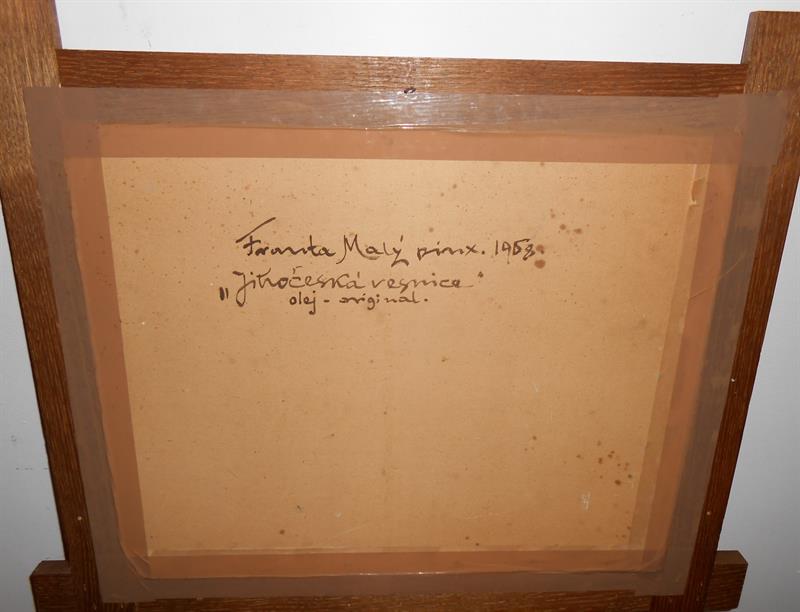 Franta Malý pinx. 1958.
"Jihočeská vesnice"
olej - original.